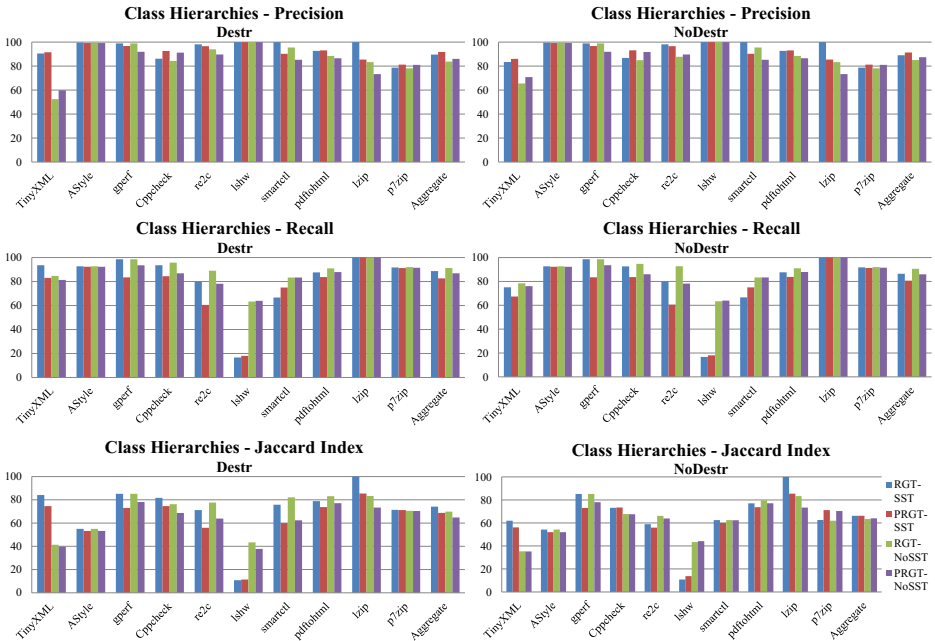 Class Hierarchies - Precision
Destr
100
80
60
40
20
0
TinyXML
AStyle
gperf
Cppcheck
re2c
lshw
smartctl
pdftohtml
lzip
p7zip
Aggregate
Class Hierarchies - Precision
NoDestr
100
80
60
40
20
0
TinyXML
AStyle
gperf
Cppcheck
re2c
lshw
smartctl
pdftohtml
lzip
p7zip
Aggregate
Class Hierarchies - Recall
Destr
100
80
60
40
20
0
TinyXML
AStyle
gperf
Cppcheck
re2c
lshw
smartctl
pdftohtml
lzip
p7zip
Aggregate
Class Hierarchies - Recall
NoDestr
100
80
60
40
20
0
TinyXML
AStyle
gperf
Cppcheck
re2c
lshw
smartctl
pdftohtml
lzip
p7zip
Aggregate
Class Hierarchies - Jaccard Index
Destr
100
80
60
40
20
0
TinyXML
AStyle
gperf
Cppcheck
re2c
lshw
smartctl
pdftohtml
lzip
p7zip
Aggregate
Class Hierarchies - Jaccard Index
NoDestr
100
80
60
40
20
0
TinyXML
AStyle
gperf
Cppcheck
re2c
lshw
smartctl
pdftohtml
lzip
p7zip
Aggregate
RGT-
SST
PRGT-
SST
RGT-
NoSST
PRGT-
NoSST